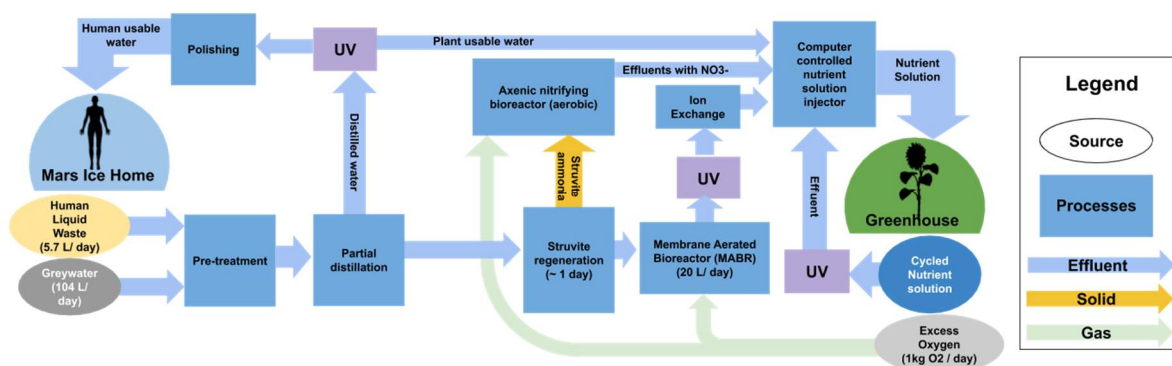 Human usable
water
Polishing
UV
Plant usable water
Computer
controlled
nutrient
solution
injector
Nutrient
Solution
Effluents with NO3-
Axenic nitrifying
bioreactor (aerobic)
Ion
Exchange
Mars Ice Home
Distilled water
Struvite
ammonia
UV
Effluent
Greenhouse
Human
Liquid
Waste
(5.7 L/ day)
Greywater
(104 L/
day)
Pre-treatment
Partial
distillation
Struvite
regeneration
(~ 1 day)
Membrane Aerated
Bioreactor (MABR)
(20 L/ day)
UV
Cycled
Nutrient
solution
Excess
Oxygen
(1kg O2 / day)
Legend
Source
Processes
Effluent
Solid
Gas